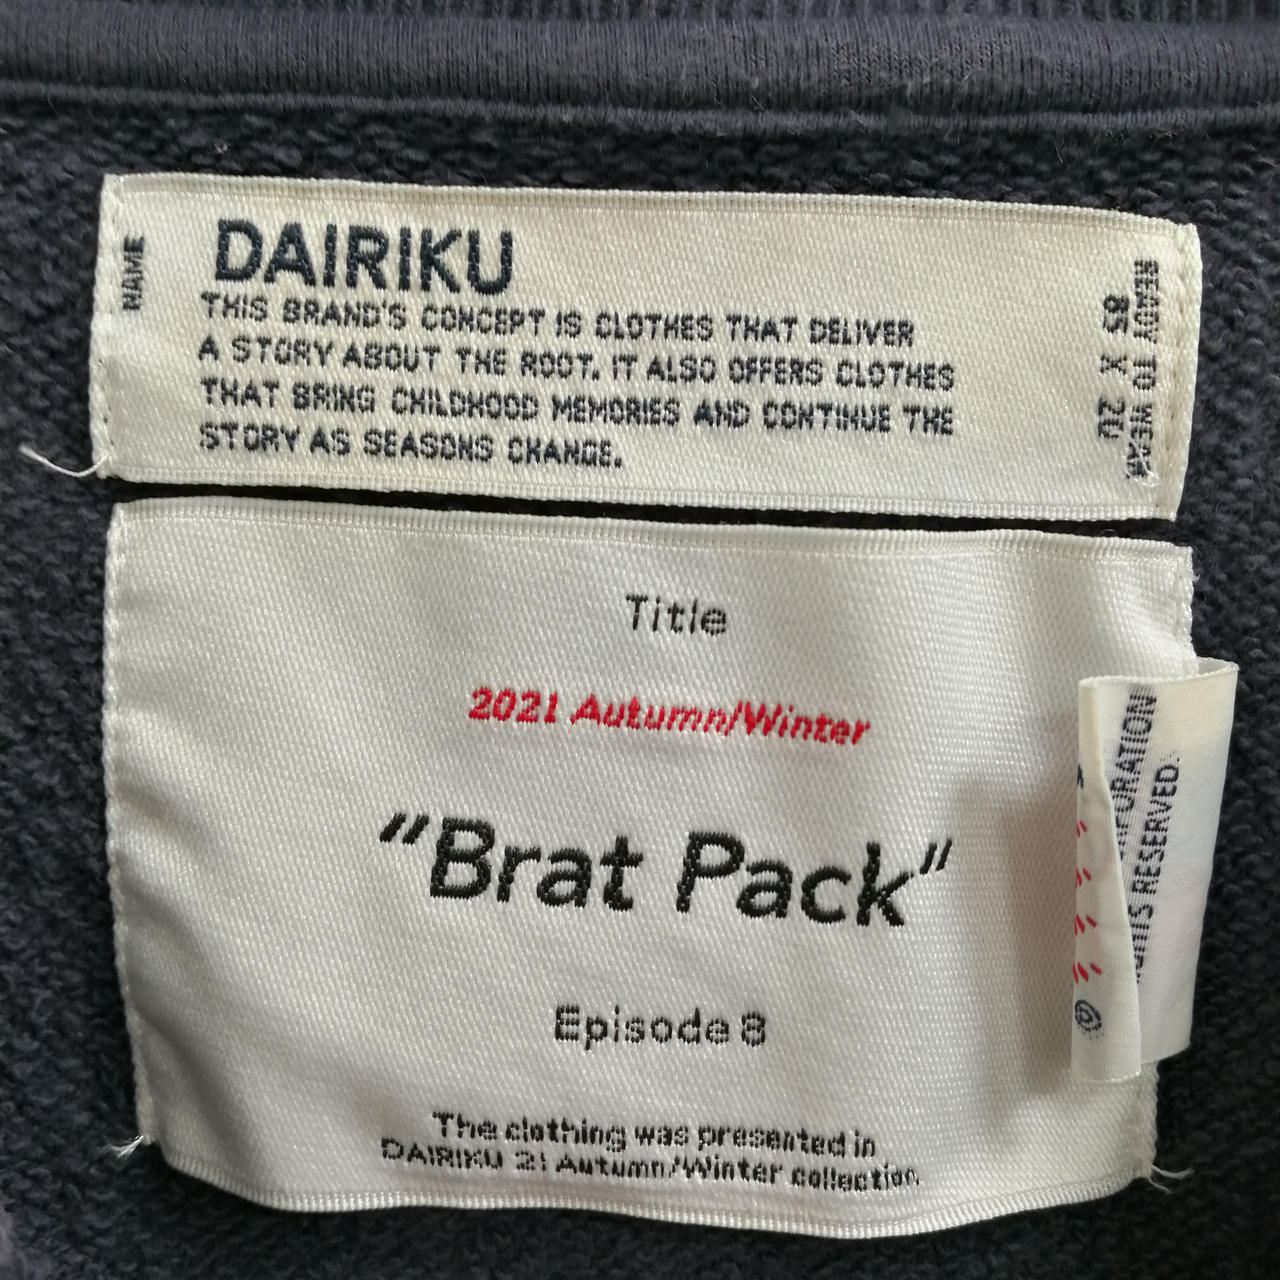 NAME
DAIRIKU
THIS BRAND'S CONCEPT IS CLOTHES THAT DELIVER
A STORY ABOUT THE ROOT. IT ALSO OFFERS CLOTHES
THAT BRING CHILDHOOD MEMORIES AND CONTINUE THE
STORY AS SEASONS CHANGE.
READY TO WEAR
85 X 20
Title
2021 Autumn/Winter
"Brat Pack"
Episode 8
The clothing was presented in
DAIRIKU 21 Autumn/Winter collection
RESERVED.